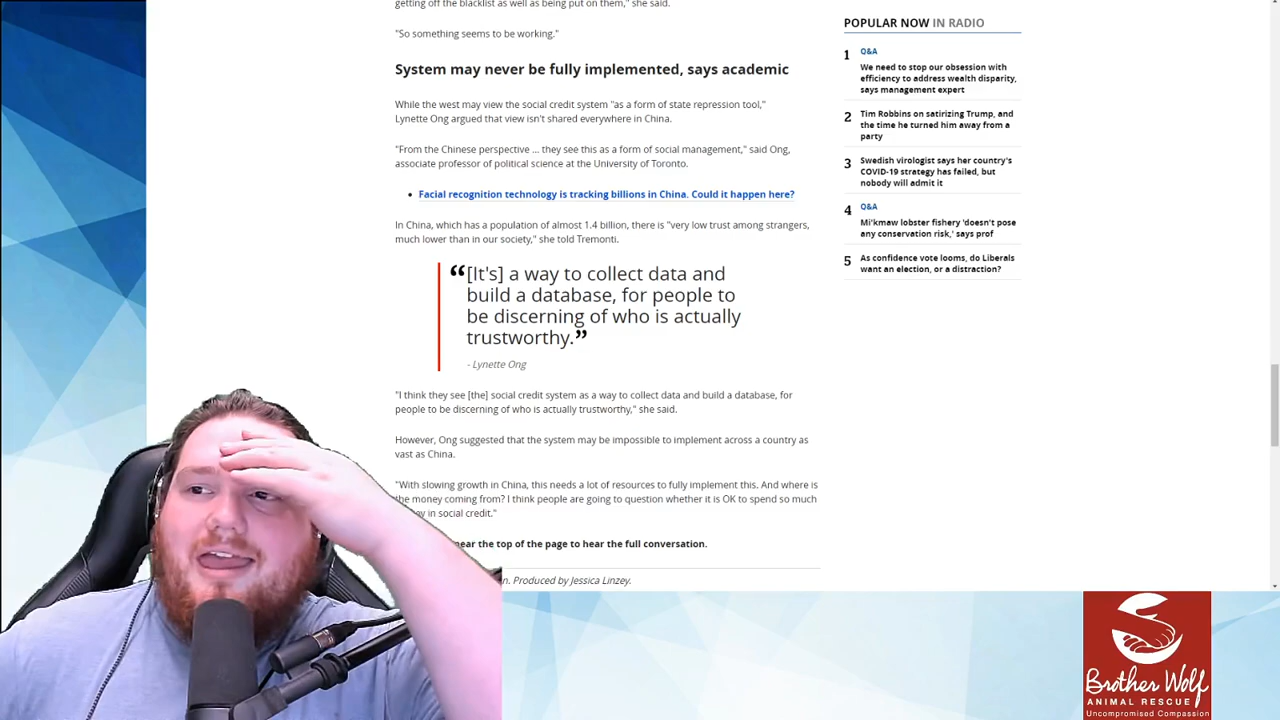 getting off the blacklist as well as being put on them," she said.
"So something seems to be working."
System may never be fully implemented, says academic
While the west may view the social credit system "as a form of state repression tool,"
Lynette Ong argued that view isn't shared everywhere in China.
"From the Chinese perspective ... they see this as a form of social management," said Ong,
associate professor of political science at the University of Toronto.
• Facial recognition technology is tracking billions in China. Could it happen here?
In China, which has a population of almost 1.4 billion, there is "very low trust among strangers,
much lower than in our society," she told Tremonti.
“[It's] a way to collect data and
build a database, for people to
be discerning of who is actually
trustworthy.”
- Lynette Ong
"I think they see [the] social credit system as a way to collect data and build a database, for
people to be discerning of who is actually trustworthy," she said.
However, Ong suggested that the system may be impossible to implement across a country as
vast as China.
"With slowing growth in China, this needs a lot of resources to fully implement this. And where is
the money coming from? I think people are going to question whether it is OK to spend so much
in social credit."
near the top of the page to hear the full conversation.
Produced by Jessica Linzey.
POPULAR NOW IN RADIO
1
Q&A
We need to stop our obsession with
efficiency to address wealth disparity,
says management expert
2
Tim Robbins on satirizing Trump, and
the time he turned him away from a
party
3
Swedish virologist says her country's
COVID-19 strategy has failed, but
nobody will admit it
4
Q&A
Mi'kmaw lobster fishery 'doesn't pose
any conservation risk,' says prof
5
As confidence vote looms, do Liberals
want an election, or a distraction?
Brother Wolf
ANIMAL RESCUE
Uncompromised Compassion